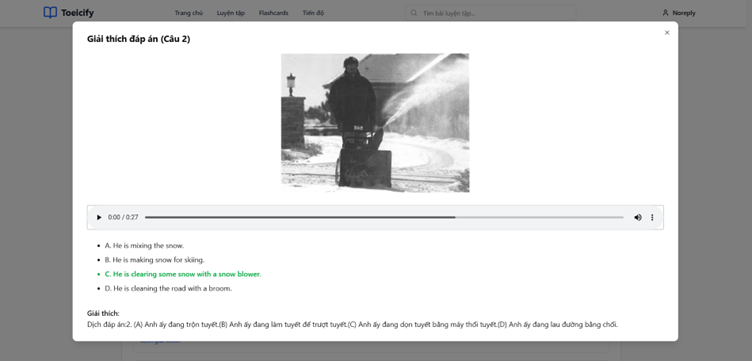 Toeicify
Trang chủ
Luyện tập
Flashcards
Tiến độ
Tìm bài luyện tập...
Noreply
Giải thích đáp án (Câu 2)
0:00 / 0:27
A. He is mixing the snow.
B. He is making snow for skiing.
C. He is clearing some snow with a snow blower.
D. He is cleaning the road with a broom.
Giải thích:
Dịch đáp án:2. (A) Anh ấy đang trộn tuyết.(B) Anh ấy đang làm tuyết để trượt tuyết.(C) Anh ấy đang dọn tuyết bằng máy thổi tuyết.(D) Anh ấy đang lau đường bằng chổi.